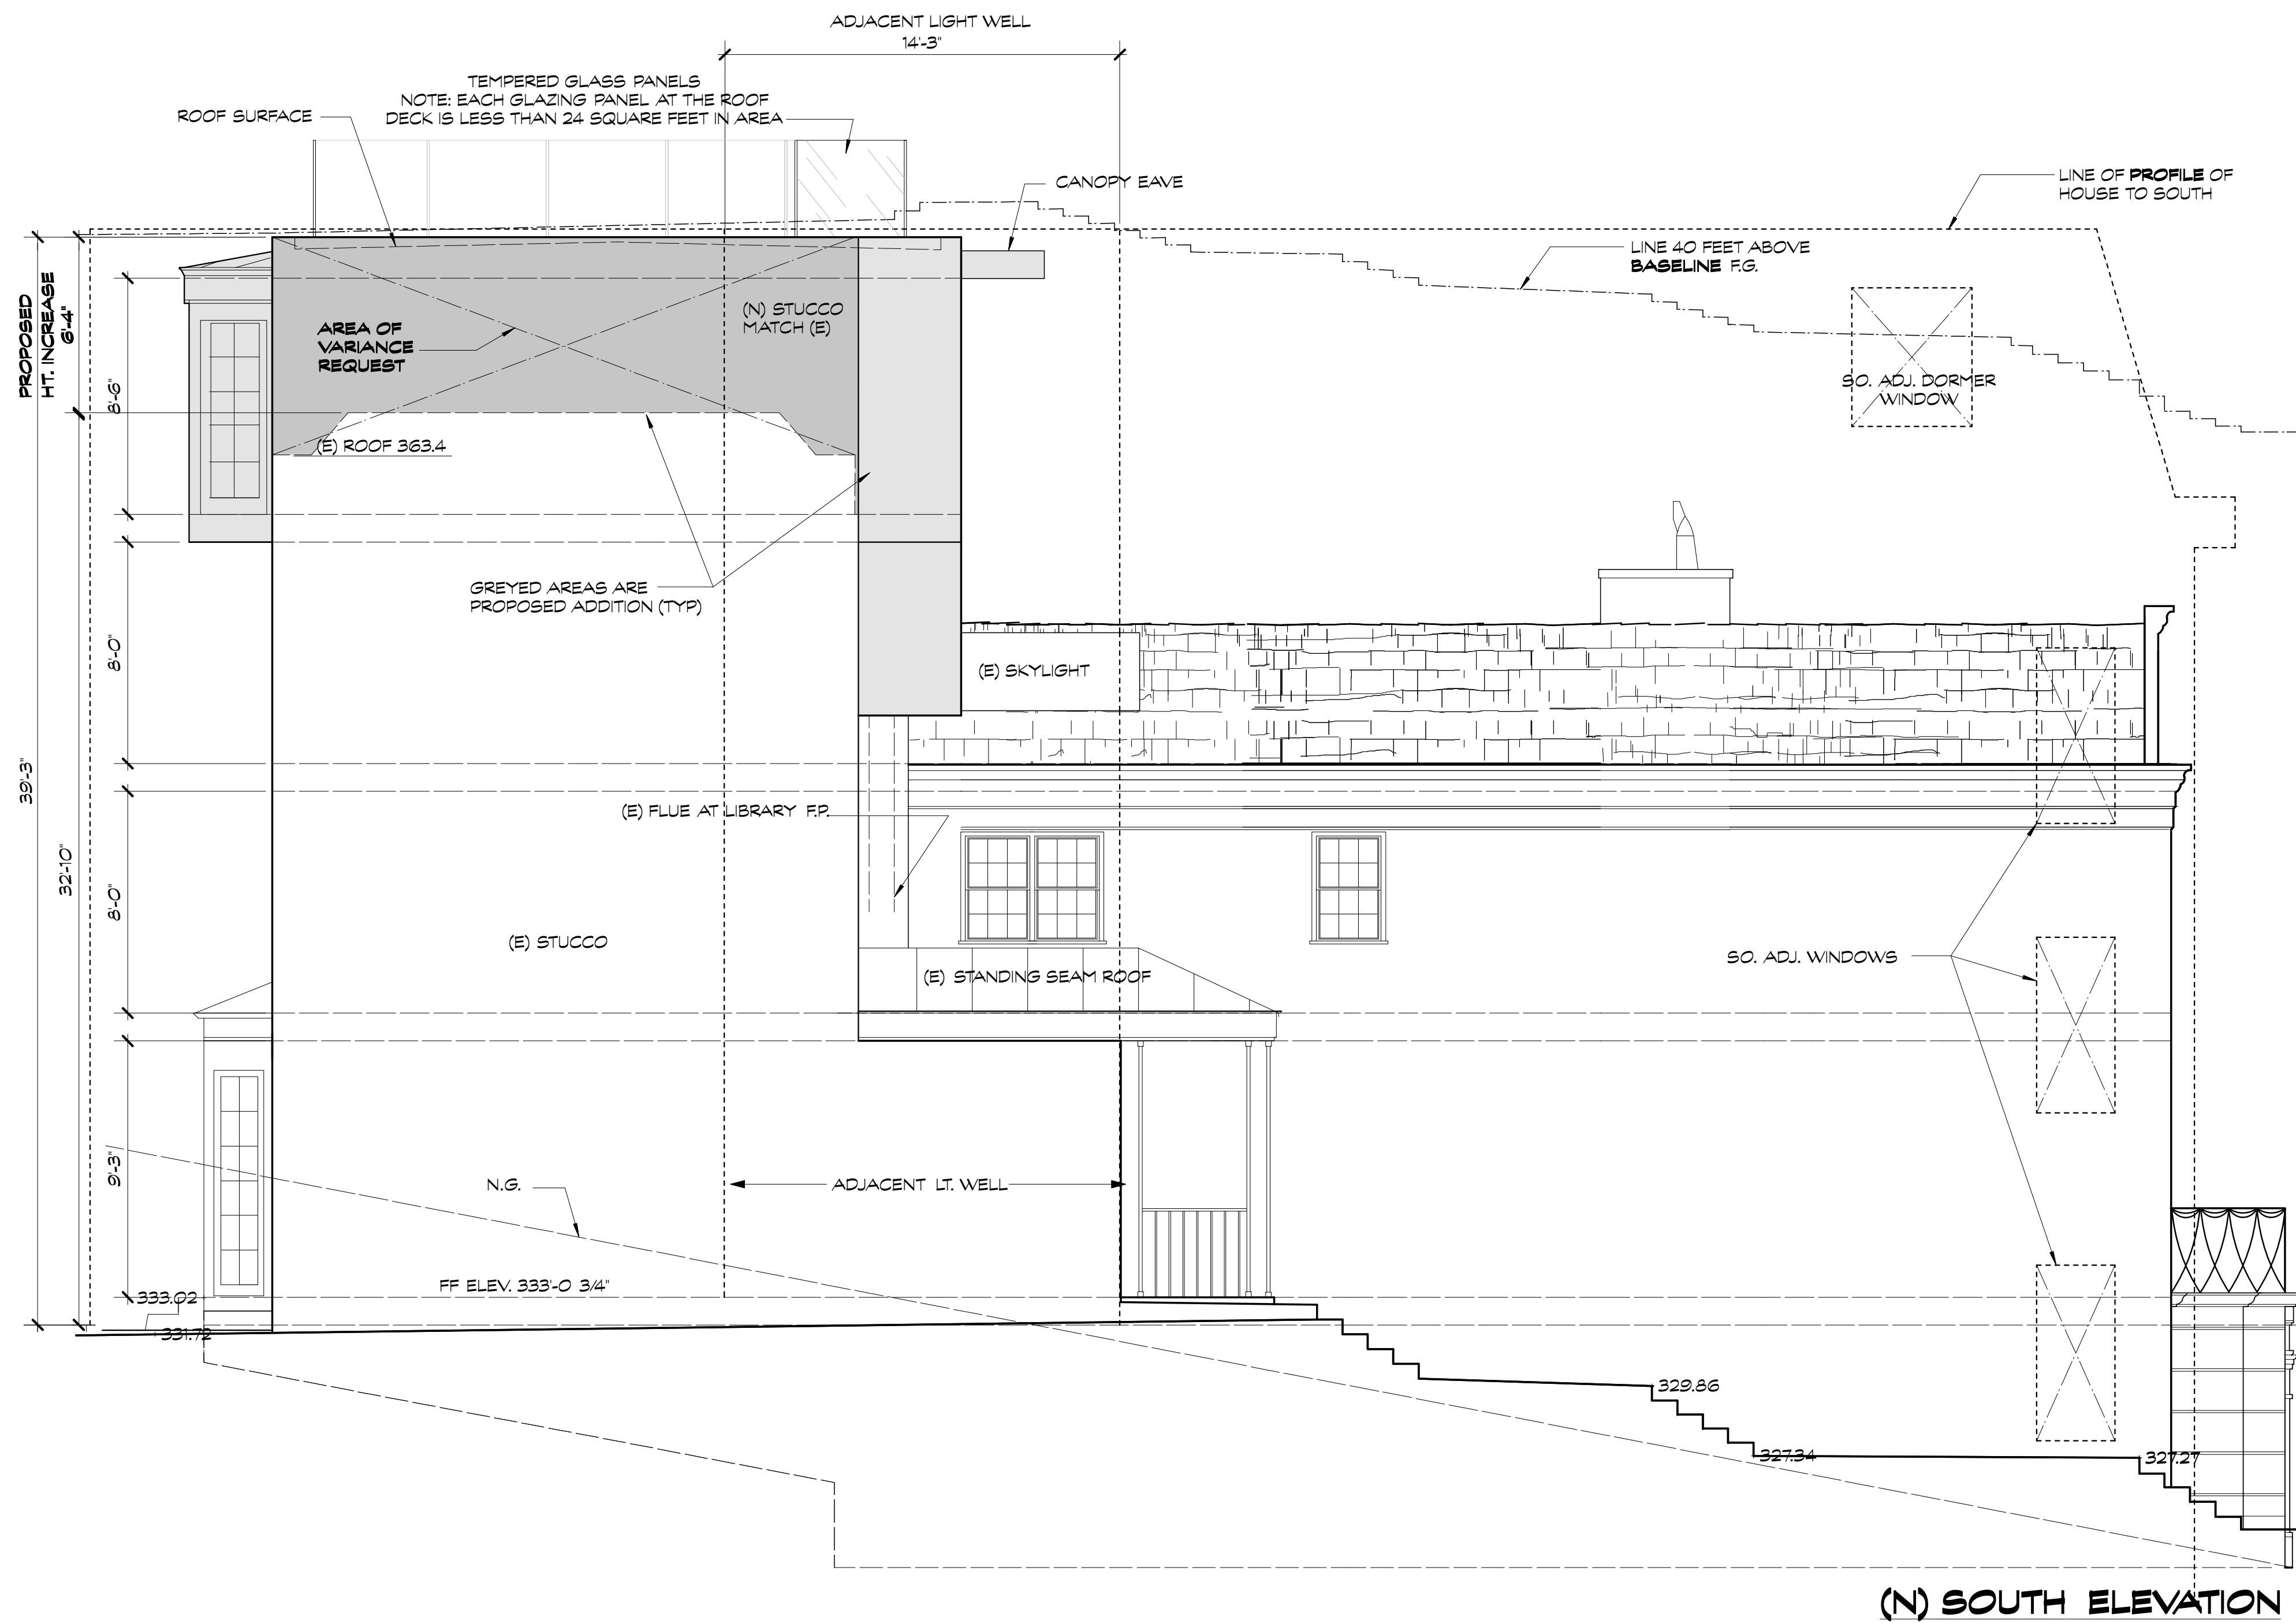 ADJACENT LIGHT WELL
14'-3"
TEMPERED GLASS PANELS
NOTE: EACH GLAZING PANEL AT THE ROOF
DECK IS LESS THAN 24 SQUARE FEET IN AREA
ROOF SURFACE
CANOPY EAVE
LINE OF PROFILE OF
HOUSE TO SOUTH
LINE 40 FEET ABOVE
BASELINE F.G.
PROPOSED
HT. INCREASE
6'-4"
(N) STUCCO
MATCH (E)
AREA OF
VARIANCE
REQUEST
8'-6"
SO. ADJ. DORMER
WINDOW
(E) ROOF 363.4
GREYED AREAS ARE
PROPOSED ADDITION (TYP)
8'-0"
(E) SKYLIGHT
39'-3"
32'-10"
(E) FLUE AT LIBRARY F.P.
8'-0"
(E) STUCCO
(E) STANDING SEAM ROOF
SO. ADJ. WINDOWS
9'-3"
N.G.
ADJACENT LT. WELL
FF ELEV. 333'-0 3/4"
333.02
331.72
329.86
327.34
327.27
(N) SOUTH ELEVATION